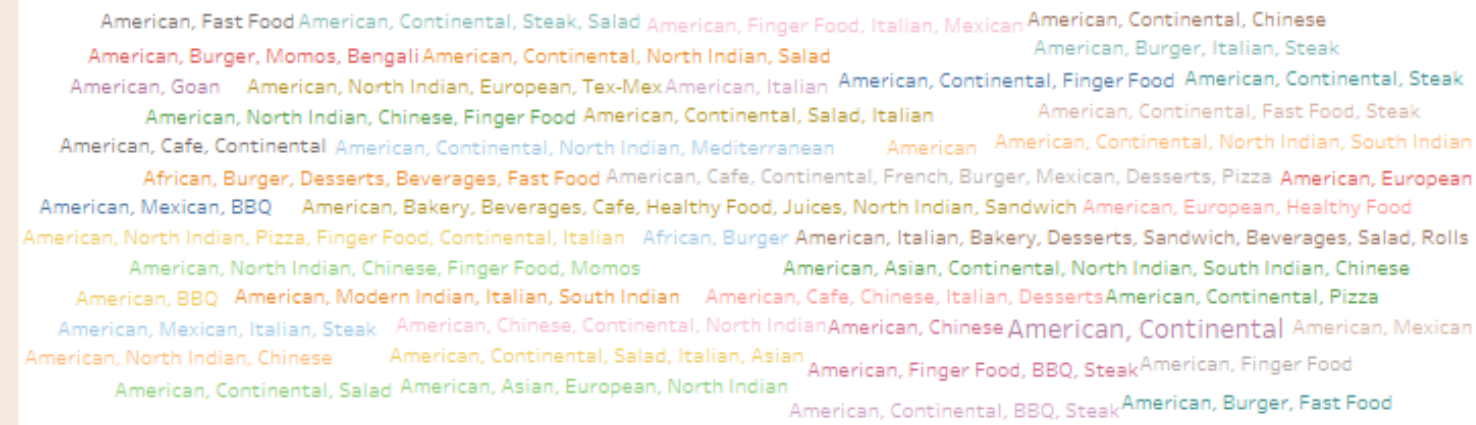 American, Fast Food American, Continental, Steak, Salad American, Finger Food, Italian, Mexican American, Continental, Chinese
American, Burger, Momos, Bengali American, Continental, North Indian, Salad American, Burger, Italian, Steak
American, Goan American, North Indian, European, Tex-Mex American, Italian American, Continental, Finger Food American, Continental, Steak
American, North Indian, Chinese, Finger Food American, Continental, Salad, Italian American, Continental, Fast Food, Steak
American, Cafe, Continental American, Continental, North Indian, Mediterranean American American, Continental, North Indian, South Indian
African, Burger, Desserts, Beverages, Fast Food American, Cafe, Continental, French, Burger, Mexican, Desserts, Pizza American, European
American, Mexican, BBQ American, Bakery, Beverages, Cafe, Healthy Food, Juices, North Indian, Sandwich American, European, Healthy Food
American, North Indian, Pizza, Finger Food, Continental, Italian African, Burger American, Italian, Bakery, Desserts, Sandwich, Beverages, Salad, Rolls
American, North Indian, Chinese, Finger Food, Momos American, Asian, Continental, North Indian, South Indian, Chinese
American, BBQ American, Modern Indian, Italian, South Indian American, Cafe, Chinese, Italian, Desserts American, Continental, Pizza
American, Mexican, Italian, Steak American, Chinese, Continental, North Indian American, Chinese American, Continental American, Mexican
American, North Indian, Chinese American, Continental, Salad, Italian, Asian American, Finger Food, BBQ, Steak American, Finger Food
American, Continental, Salad American, Asian, European, North Indian
American, Continental, BBQ, Steak American, Burger, Fast Food